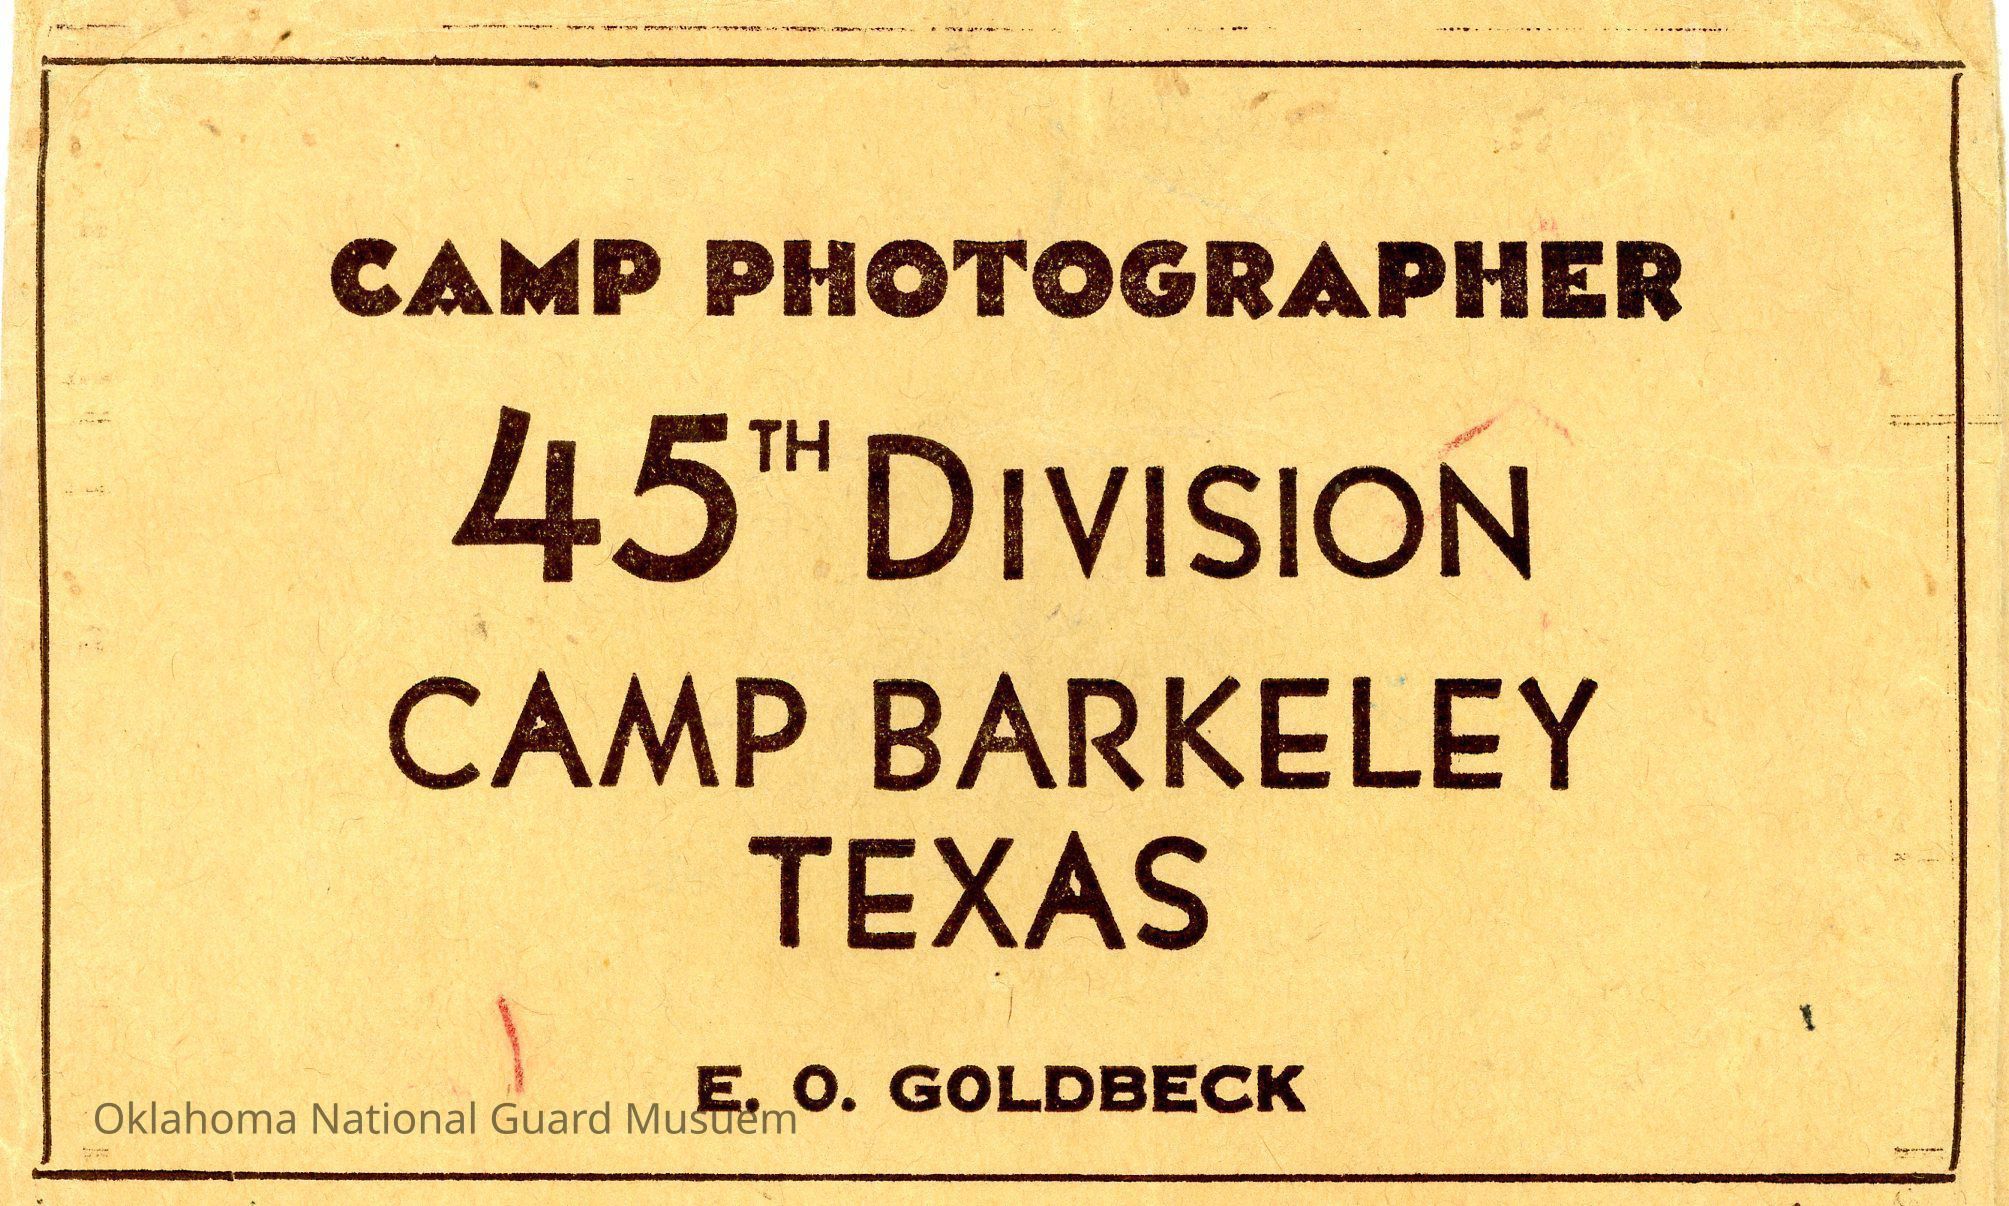 CAMP PHOTOGRAPHER
45TH DIVISION
CAMP BARKELEY
TEXAS
E. O. GOLDBECK
Oklahoma National Guard Musuem